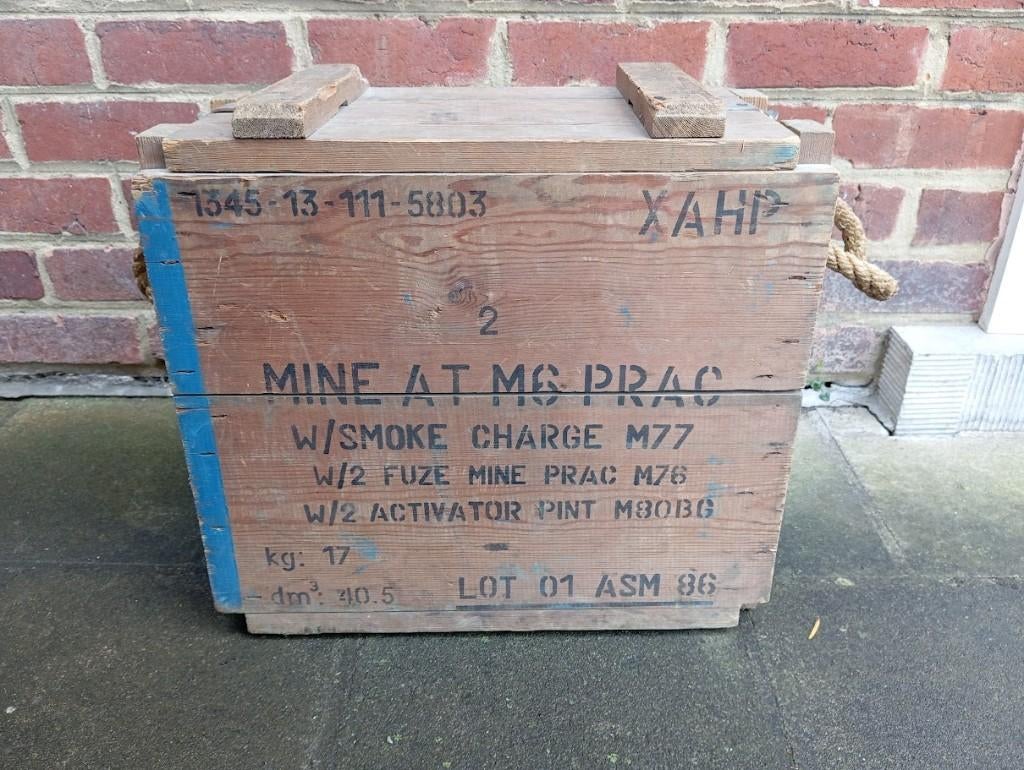 1345-13-111-5803
XAHP
2
MINE AT M6 PRAC
W/SMOKE CHARGE M77
W/2 FUZE MINE PRAC M76
W/2 ACTIVATOR PINT M80BG
kg: 17
dm³: 40.5
LOT 01 ASM 86